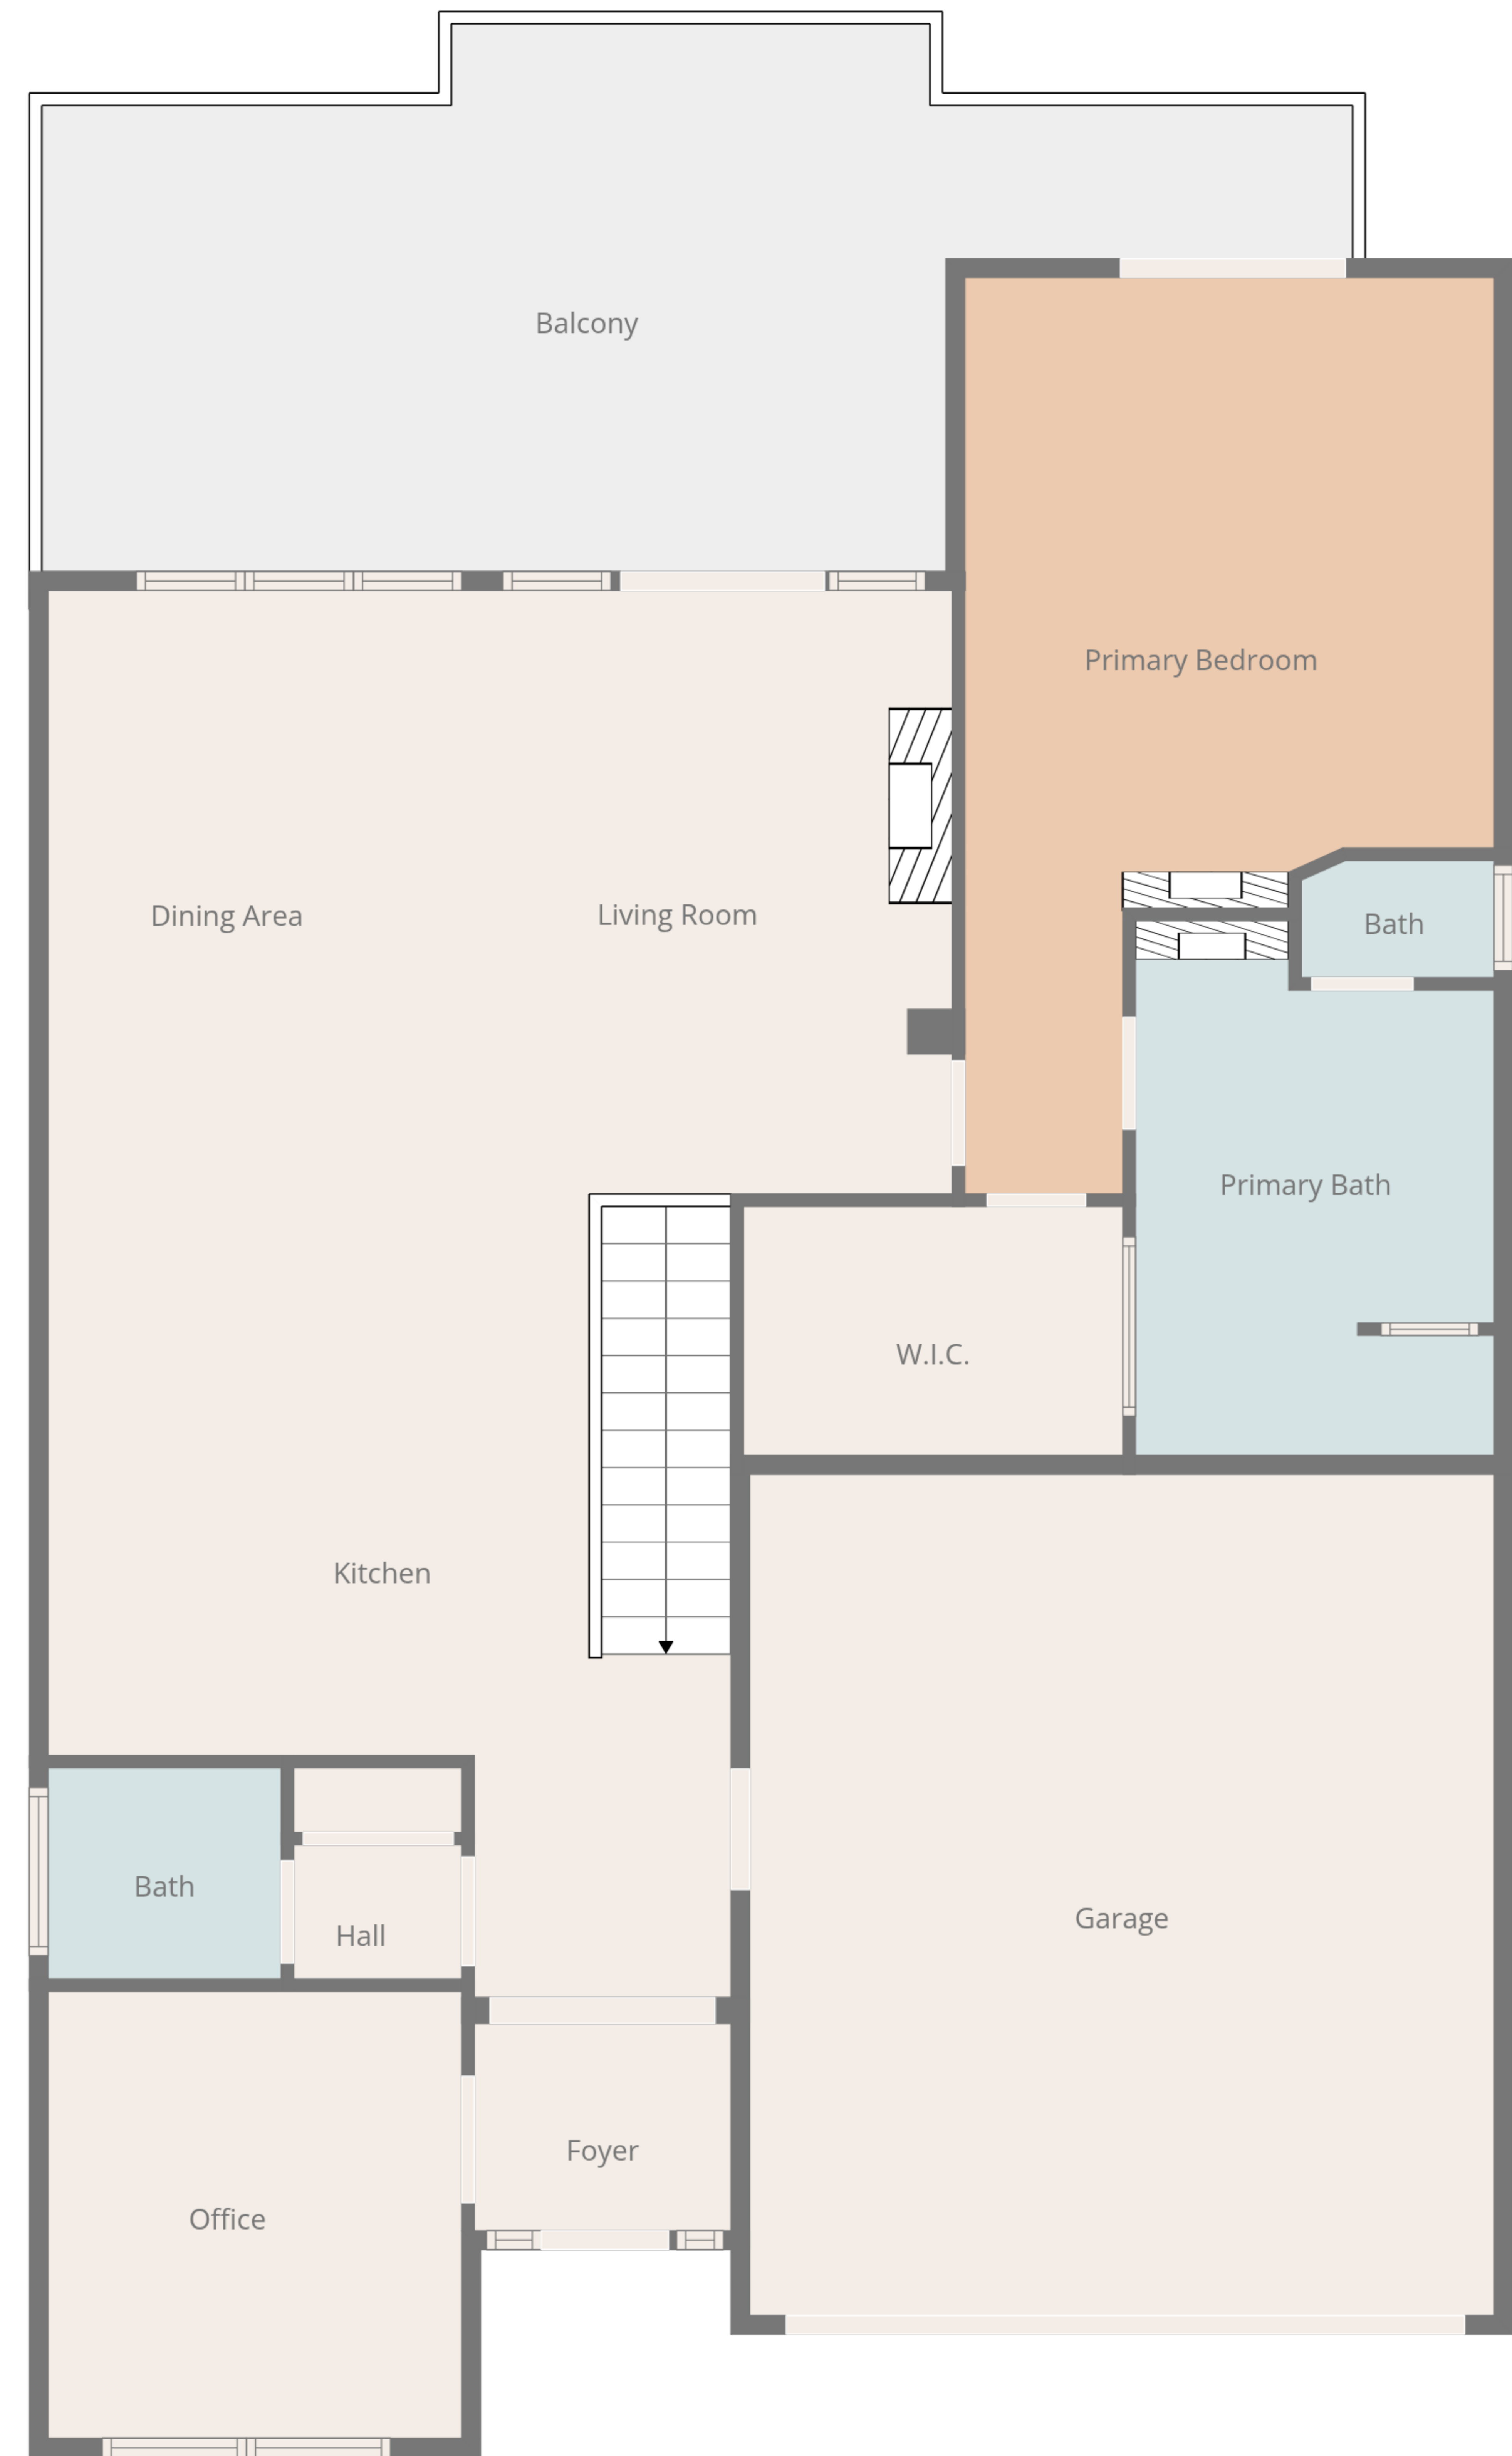 Balcony
Primary Bedroom
Dining Area
Living Room
Bath
Primary Bath
W.I.C.
Kitchen
Bath
Hall
Garage
Foyer
Office